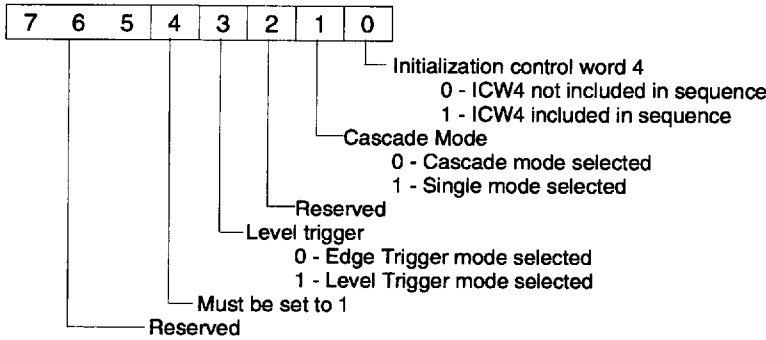 7 6 5 4 3 2 1 0
Initialization control word 4
0 - ICW4 not included in sequence
1 - ICW4 included in sequence
Cascade Mode
0 - Cascade mode selected
1 - Single mode selected
Reserved
Level trigger
0 - Edge Trigger mode selected
1 - Level Trigger mode selected
Must be set to 1
Reserved